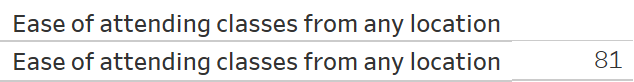 Ease of attending classes from any location
Ease of attending classes from any location 81